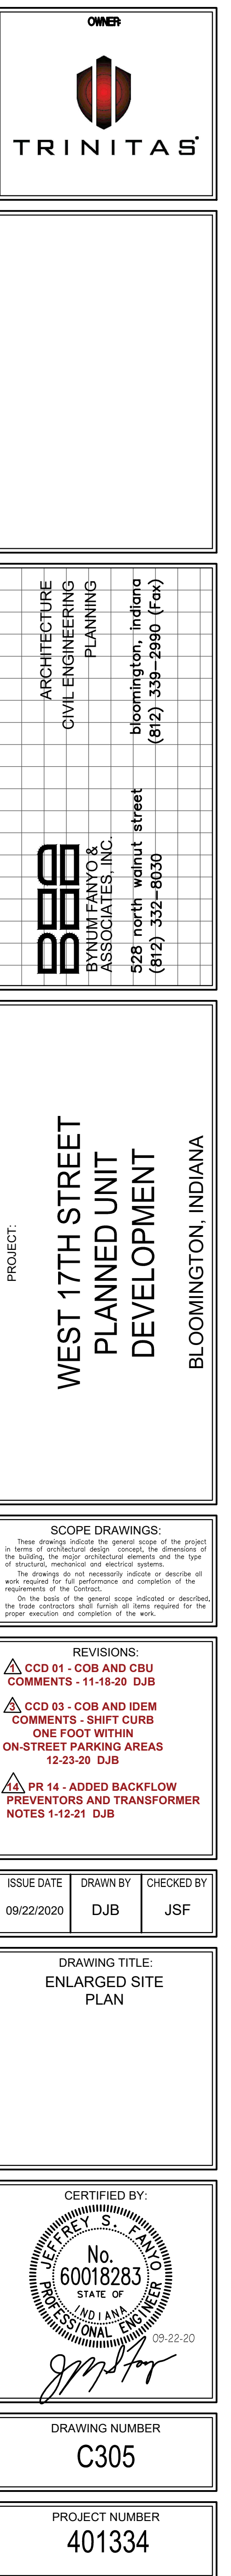 OWNER:
TRINITAS
ARCHITECTURE
CIVIL ENGINEERING
PLANNING
BYNUM FANYO &
ASSOCIATES, INC.
528 north walnut street bloomington, indiana
(812) 332-8030 (812) 339-2990 (Fax)
PROJECT:
WEST 17TH STREET
PLANNED UNIT
DEVELOPMENT
BLOOMINGTON, INDIANA
SCOPE DRAWINGS:
These drawings indicate the general scope of the project
in terms of architectural design concept, the dimensions of
the building, the major architectural elements and the type
of structural, mechanical and electrical systems.
The drawings do not necessarily indicate or describe all
work required for full performance and completion of the
requirements of the Contract.
On the basis of the general scope indicated or described,
the trade contractors shall furnish all items required for the
proper execution and completion of the work.
REVISIONS:
1 CCD 01 - COB AND CBU
COMMENTS - 11-18-20 DJB
3 CCD 03 - COB AND IDEM
COMMENTS - SHIFT CURB
ONE FOOT WITHIN
ON-STREET PARKING AREAS
12-23-20 DJB
14 PR 14 - ADDED BACKFLOW
PREVENTORS AND TRANSFORMER
NOTES 1-12-21 DJB
ISSUE DATE DRAWN BY CHECKED BY
09/22/2020 DJB JSF
DRAWING TITLE:
ENLARGED SITE
PLAN
CERTIFIED BY:
JEFFREY S. FANYO
No.
60018283
STATE OF
INDIANA
PROFESSIONAL ENGINEER
09-22-20
DRAWING NUMBER
C305
PROJECT NUMBER
401334